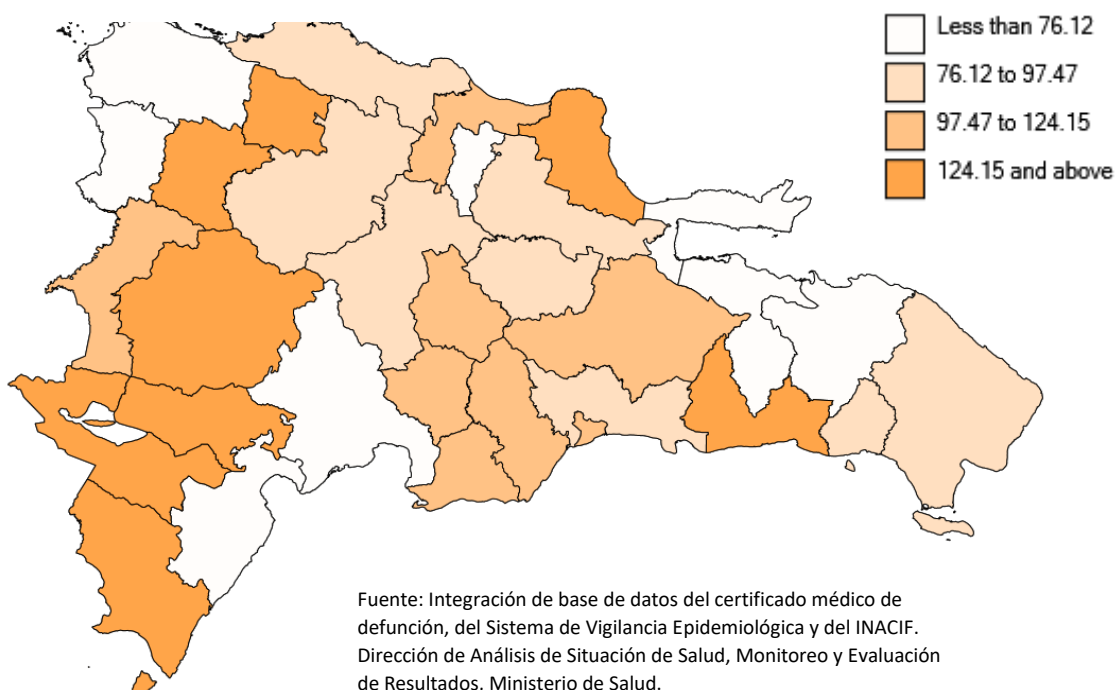 Less than 76.12
76.12 to 97.47
97.47 to 124.15
124.15 and above
Fuente: Integración de base de datos del certificado médico de
defunción, del Sistema de Vigilancia Epidemiológica y del INACIF.
Dirección de Análisis de Situación de Salud, Monitoreo y Evaluación
de Resultados. Ministerio de Salud.